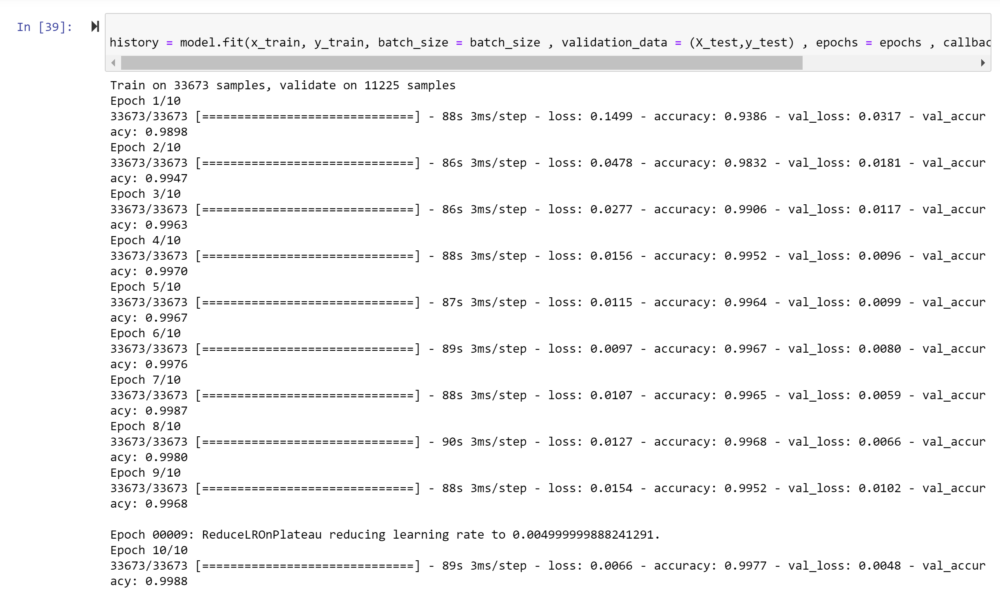 In [39]:
history = model.fit(x_train, y_train, batch_size = batch_size , validation_data = (X_test,y_test) , epochs = epochs , callbac
Train on 33673 samples, validate on 11225 samples
Epoch 1/10
33673/33673 [==============================] - 88s 3ms/step - loss: 0.1499 - accuracy: 0.9386 - val_loss: 0.0317 - val_accur
acy: 0.9898
Epoch 2/10
33673/33673 [==============================] - 86s 3ms/step - loss: 0.0478 - accuracy: 0.9832 - val_loss: 0.0181 - val_accur
acy: 0.9947
Epoch 3/10
33673/33673 [==============================] - 86s 3ms/step - loss: 0.0277 - accuracy: 0.9906 - val_loss: 0.0117 - val_accur
acy: 0.9963
Epoch 4/10
33673/33673 [==============================] - 88s 3ms/step - loss: 0.0156 - accuracy: 0.9952 - val_loss: 0.0096 - val_accur
acy: 0.9970
Epoch 5/10
33673/33673 [==============================] - 87s 3ms/step - loss: 0.0115 - accuracy: 0.9964 - val_loss: 0.0099 - val_accur
acy: 0.9967
Epoch 6/10
33673/33673 [==============================] - 89s 3ms/step - loss: 0.0097 - accuracy: 0.9967 - val_loss: 0.0080 - val_accur
acy: 0.9976
Epoch 7/10
33673/33673 [==============================] - 88s 3ms/step - loss: 0.0107 - accuracy: 0.9965 - val_loss: 0.0059 - val_accur
acy: 0.9987
Epoch 8/10
33673/33673 [==============================] - 90s 3ms/step - loss: 0.0127 - accuracy: 0.9968 - val_loss: 0.0066 - val_accur
acy: 0.9980
Epoch 9/10
33673/33673 [==============================] - 88s 3ms/step - loss: 0.0154 - accuracy: 0.9952 - val_loss: 0.0102 - val_accur
acy: 0.9968
Epoch 00009: ReduceLROnPlateau reducing learning rate to 0.004999999888241291.
Epoch 10/10
33673/33673 [==============================] - 89s 3ms/step - loss: 0.0066 - accuracy: 0.9977 - val_loss: 0.0048 - val_accur
acy: 0.9988